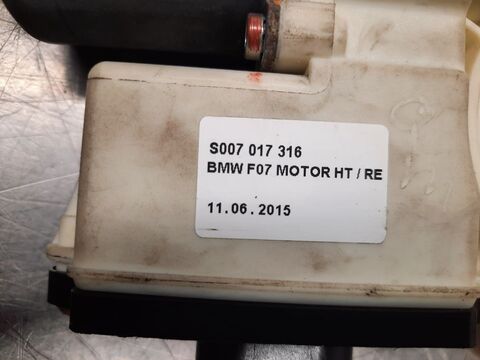 S007 017 316
BMW F07 MOTOR HT / RE
11.06.2015